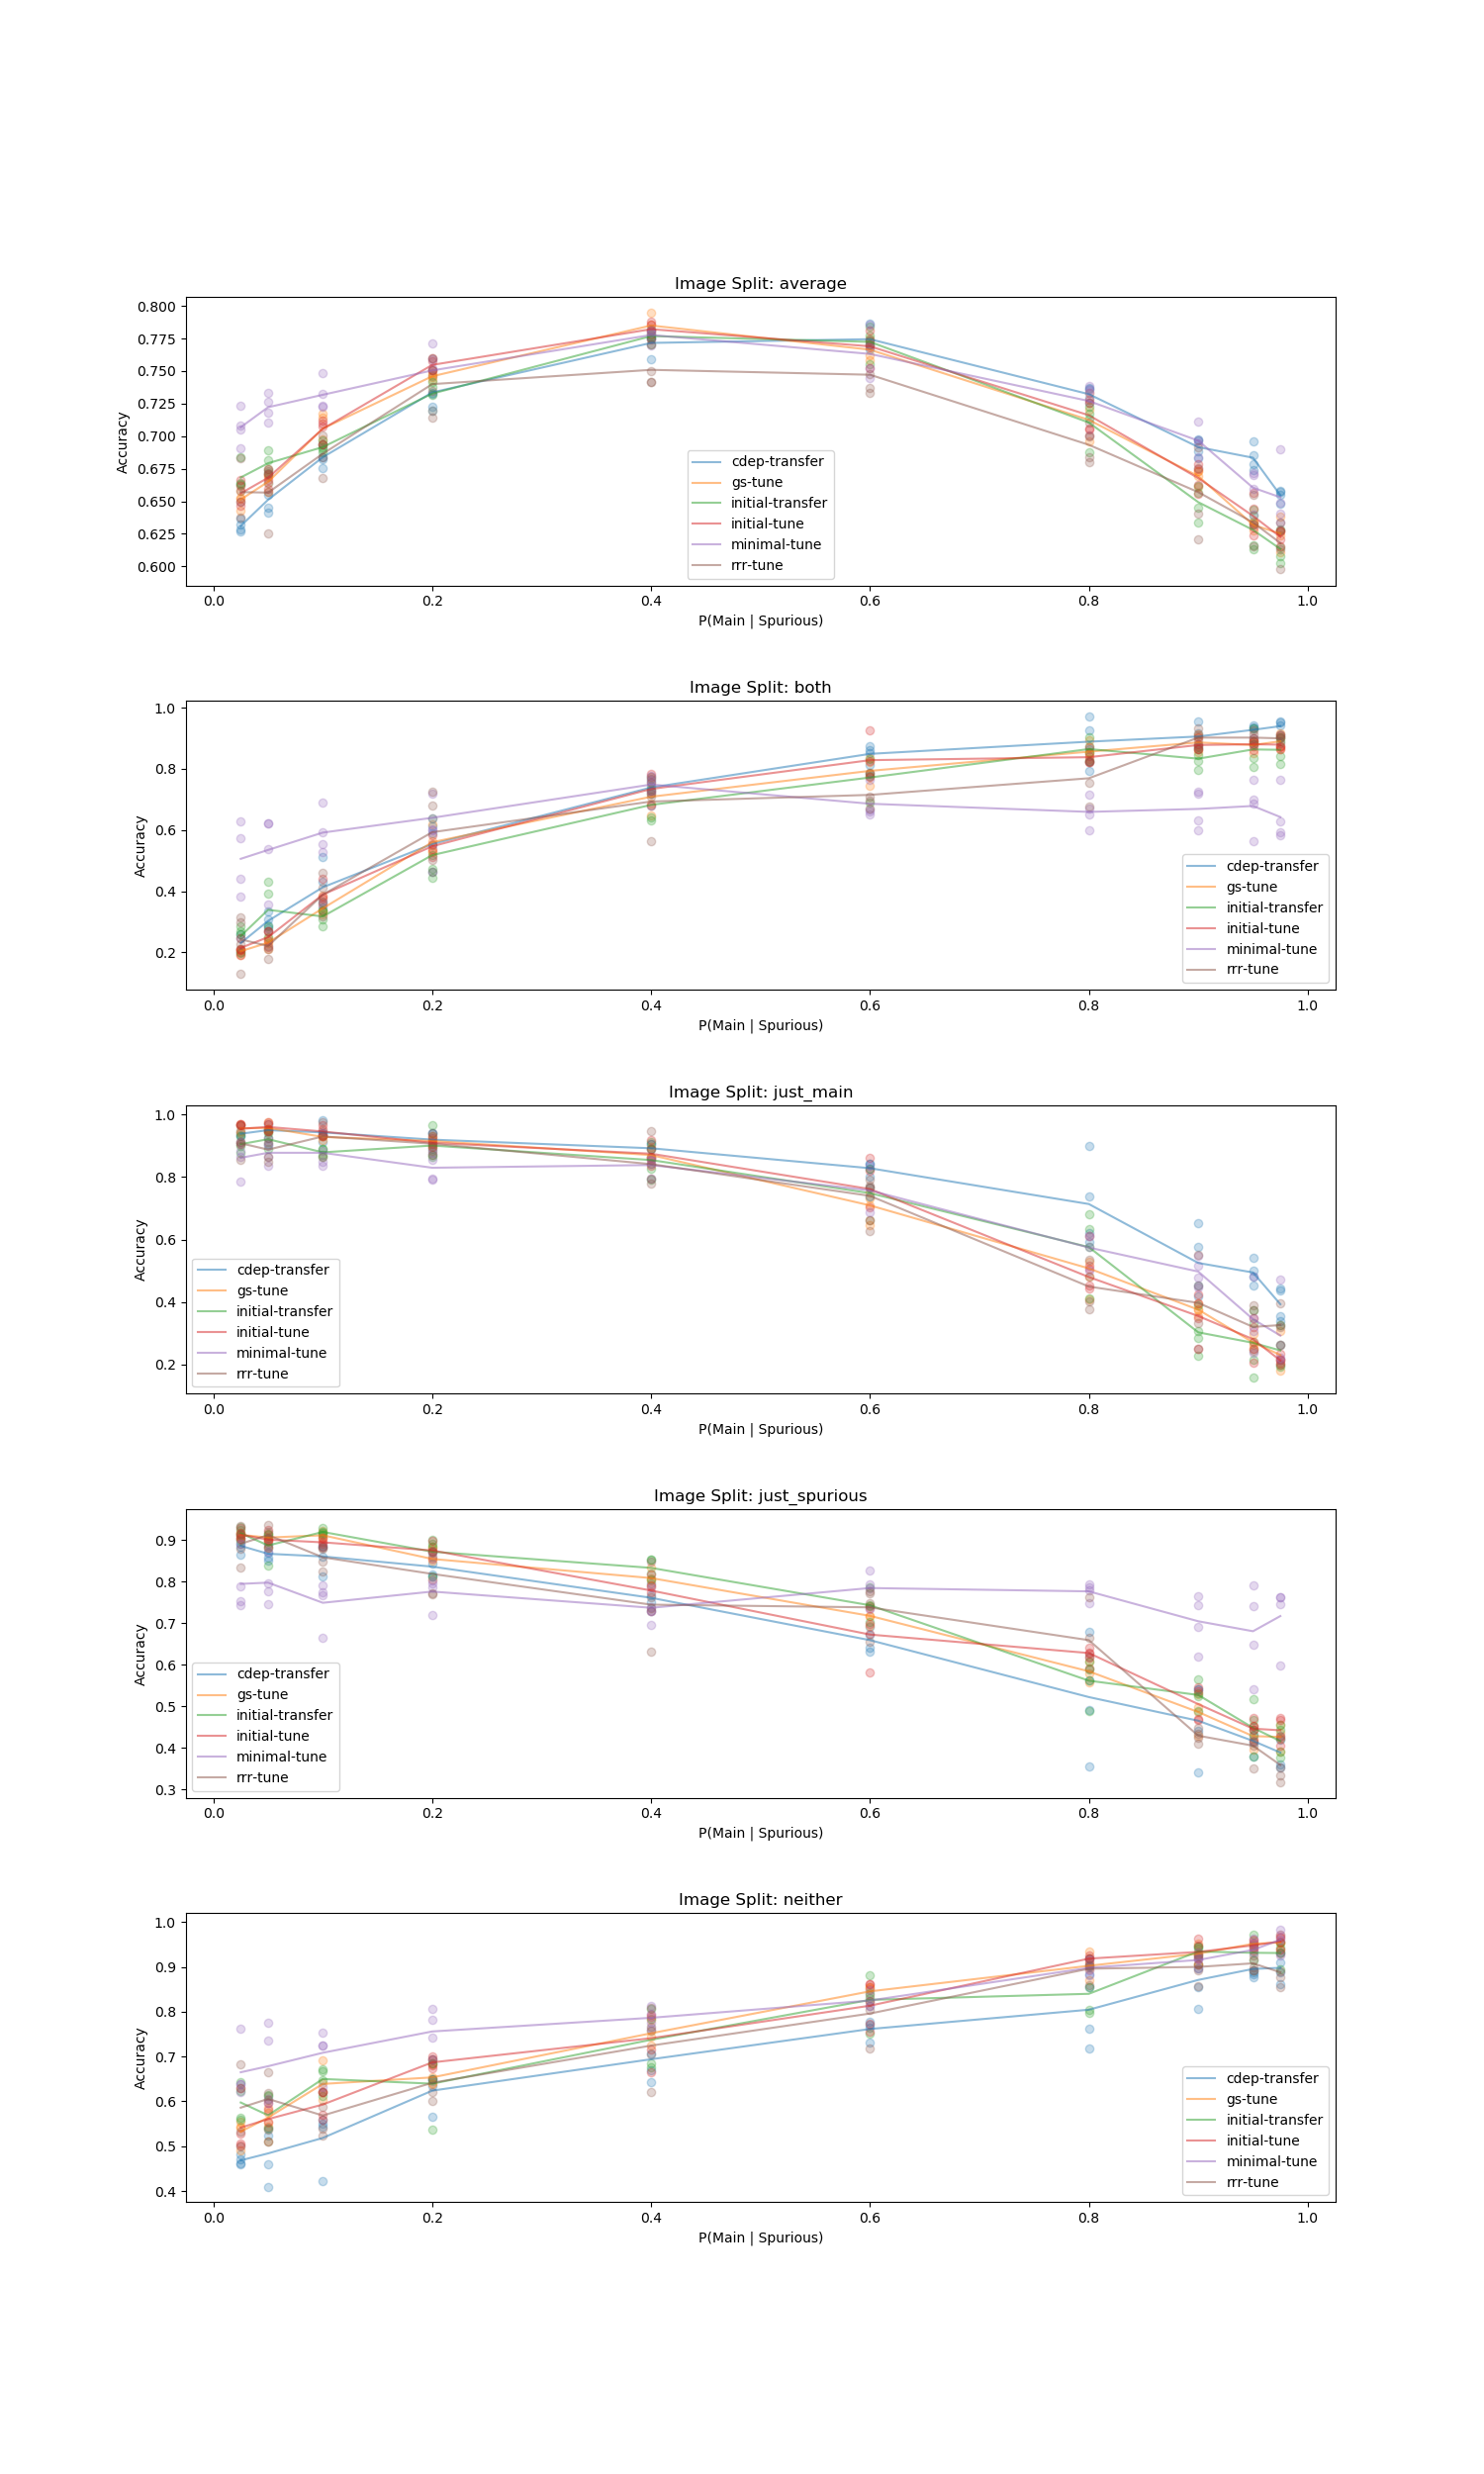 Image Split: average
0.800
0.775
0.750
0.725
0.700
0.675
0.650
0.625
0.600
Accuracy
cdep-transfer
gs-tune
initial-transfer
initial-tune
minimal-tune
rrr-tune
0.0 0.2 0.4 0.6 0.8 1.0
P(Main | Spurious)
Image Split: both
1.0
0.8
0.6
0.4
0.2
Accuracy
cdep-transfer
gs-tune
initial-transfer
initial-tune
minimal-tune
rrr-tune
0.0 0.2 0.4 0.6 0.8 1.0
P(Main | Spurious)
Image Split: just_main
1.0
0.8
0.6
0.4
0.2
Accuracy
cdep-transfer
gs-tune
initial-transfer
initial-tune
minimal-tune
rrr-tune
0.0 0.2 0.4 0.6 0.8 1.0
P(Main | Spurious)
Image Split: just_spurious
0.9
0.8
0.7
0.6
0.5
0.4
0.3
Accuracy
cdep-transfer
gs-tune
initial-transfer
initial-tune
minimal-tune
rrr-tune
0.0 0.2 0.4 0.6 0.8 1.0
P(Main | Spurious)
Image Split: neither
1.0
0.9
0.8
0.7
0.6
0.5
0.4
Accuracy
cdep-transfer
gs-tune
initial-transfer
initial-tune
minimal-tune
rrr-tune
0.0 0.2 0.4 0.6 0.8 1.0
P(Main | Spurious)